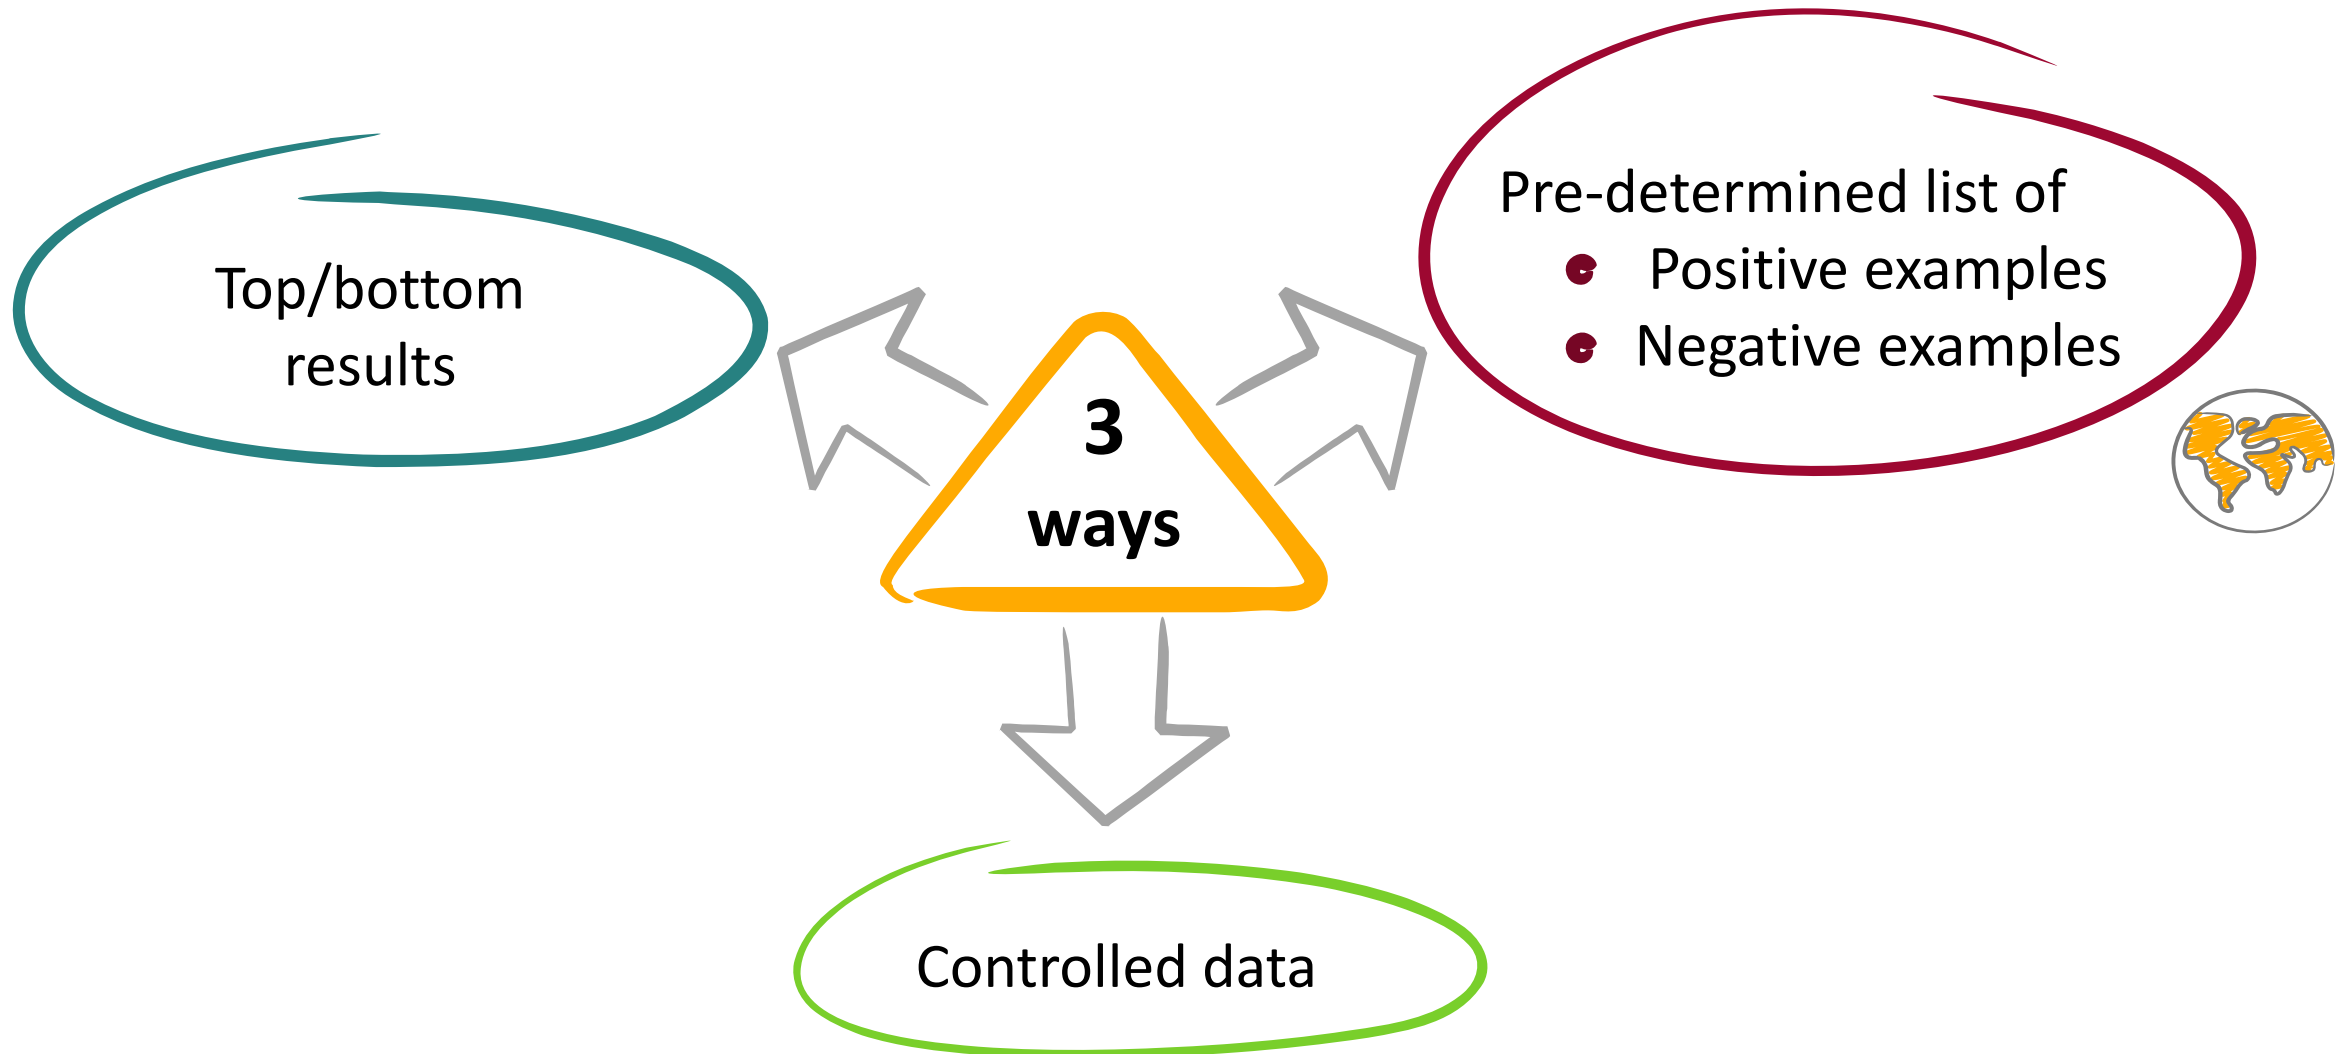 Top/bottom
results
Pre-determined list of
Positive examples
Negative examples
3
ways
Controlled data